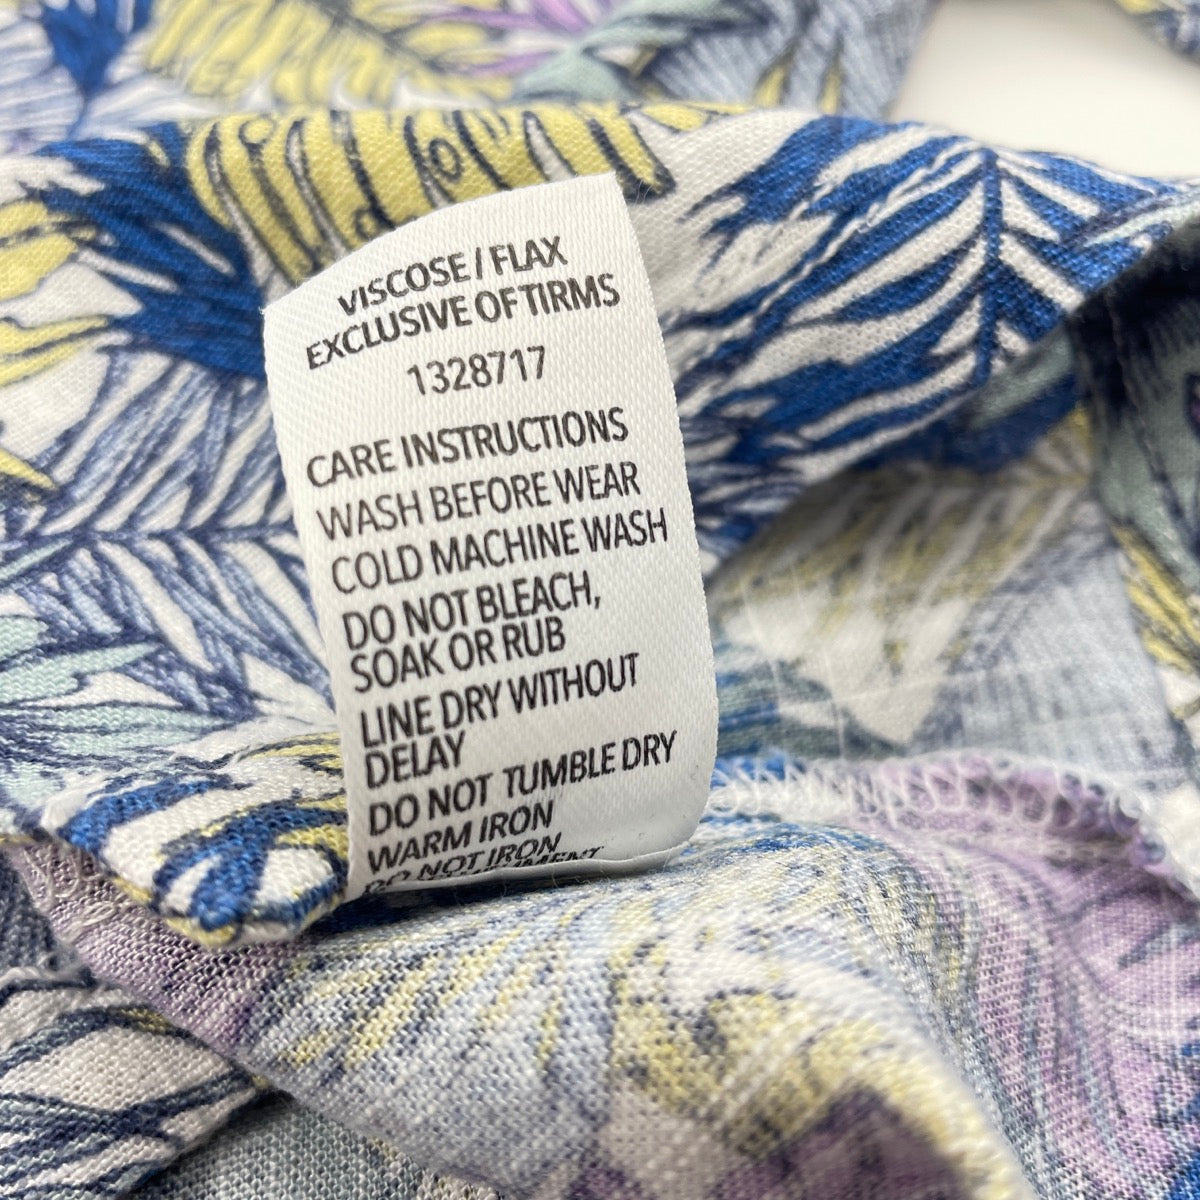 VISCOSE / FLAX
EXCLUSIVE OF TIRMS
1328717
CARE INSTRUCTIONS
WASH BEFORE WEAR
COLD MACHINE WASH
DO NOT BLEACH,
SOAK OR RUB
LINE DRY WITHOUT
DELAY
DO NOT TUMBLE DRY
WARM IRON
DO NOT IRON